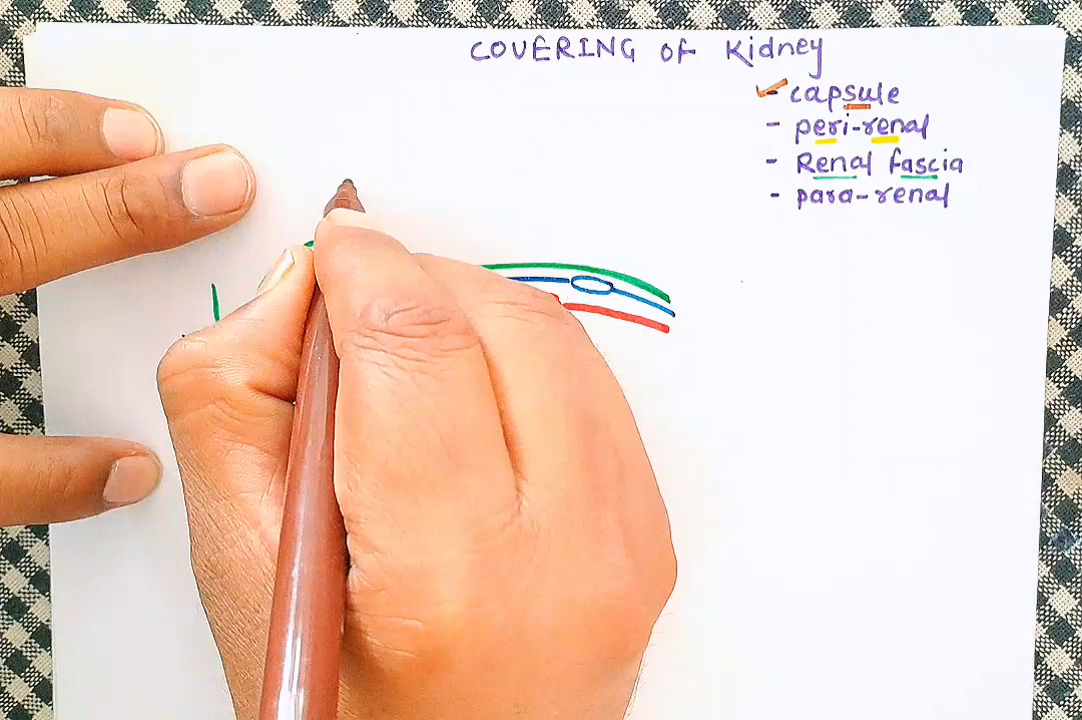 COVERING OF Kidney
- capsule
- peri-renal
- Renal fascia
- para-renal